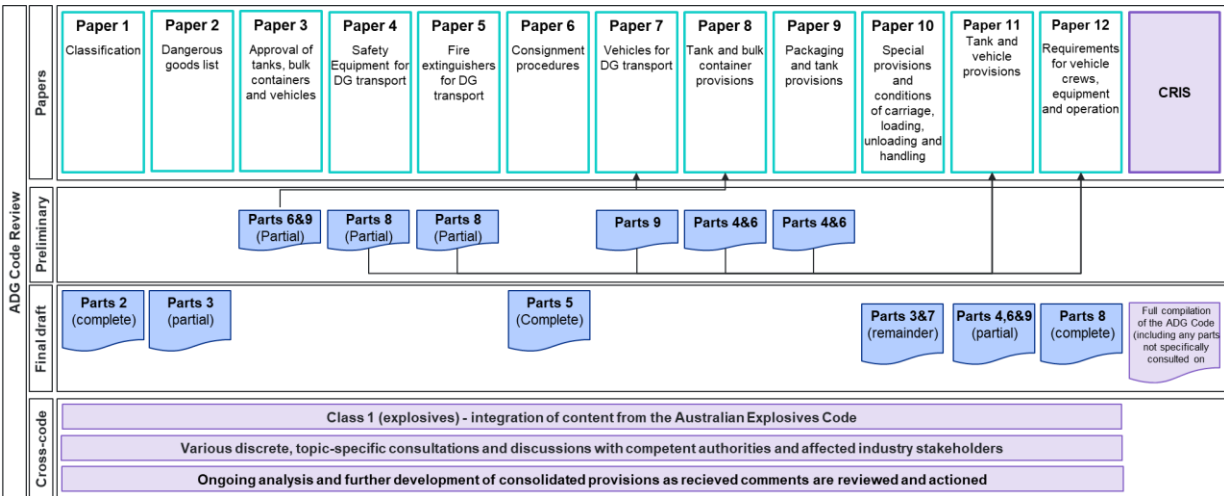 ADG Code Review
Papers
Paper 1
Classification
Paper 2
Dangerous
goods list
Paper 3
Approval of
tanks, bulk
containers
and vehicles
Paper 4
Safety
Equipment for
DG transport
Paper 5
Fire
extinguishers
for DG
transport
Paper 6
Consignment
procedures
Paper 7
Vehicles for
DG transport
Paper 8
Tank and bulk
container
provisions
Paper 9
Packaging
and tank
provisions
Paper 10
Special
provisions
and
conditions
of carriage,
loading,
unloading and
handling
Paper 11
Tank and
vehicle
provisions
Paper 12
Requirements
for vehicle
crews,
equipment
and operation
CRIS
Preliminary
Parts 6&9
(Partial)
Parts 8
(Partial)
Parts 8
(Partial)
Parts 9
Parts 4&6
Parts 4&6
Final draft
Parts 2
(complete)
Parts 3
(partial)
Parts 5
(Complete)
Parts 3&7
(remainder)
Parts 4,6&9
(partial)
Parts 8
(complete)
Full compilation
of the ADG Code
(including any parts
not specifically
consulted on
Cross-code
Class 1 (explosives) - integration of content from the Australian Explosives Code
Various discrete, topic-specific consultations and discussions with competent authorities and affected industry stakeholders
Ongoing analysis and further development of consolidated provisions as recieved comments are reviewed and actioned